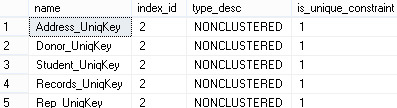 name index_id type_desc is_unique_constraint
1 Address_UniqKey 2 NONCLUSTERED 1
2 Donor_UniqKey 2 NONCLUSTERED 1
3 Student_UniqKey 2 NONCLUSTERED 1
4 Records_UniqKey 2 NONCLUSTERED 1
5 Rep_UniqKey 2 NONCLUSTERED 1